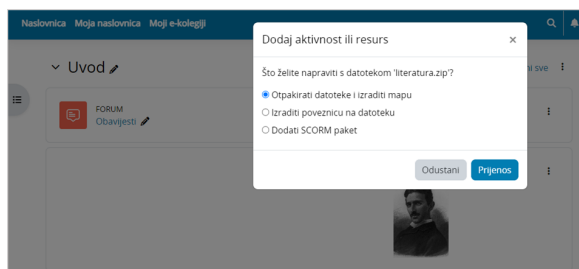 Naslovnica Moja naslovnica Moji e-kolegiji
Dodaj aktivnost ili resurs ×
Uvod
Što želite napraviti s datotekom 'literatura.zip'?
sve
Otpakirati datoteke i izraditi mapu
Izraditi poveznicu na datoteku
Dodati SCORM paket
FORUM
Obavijesti
Odustani Prijenos